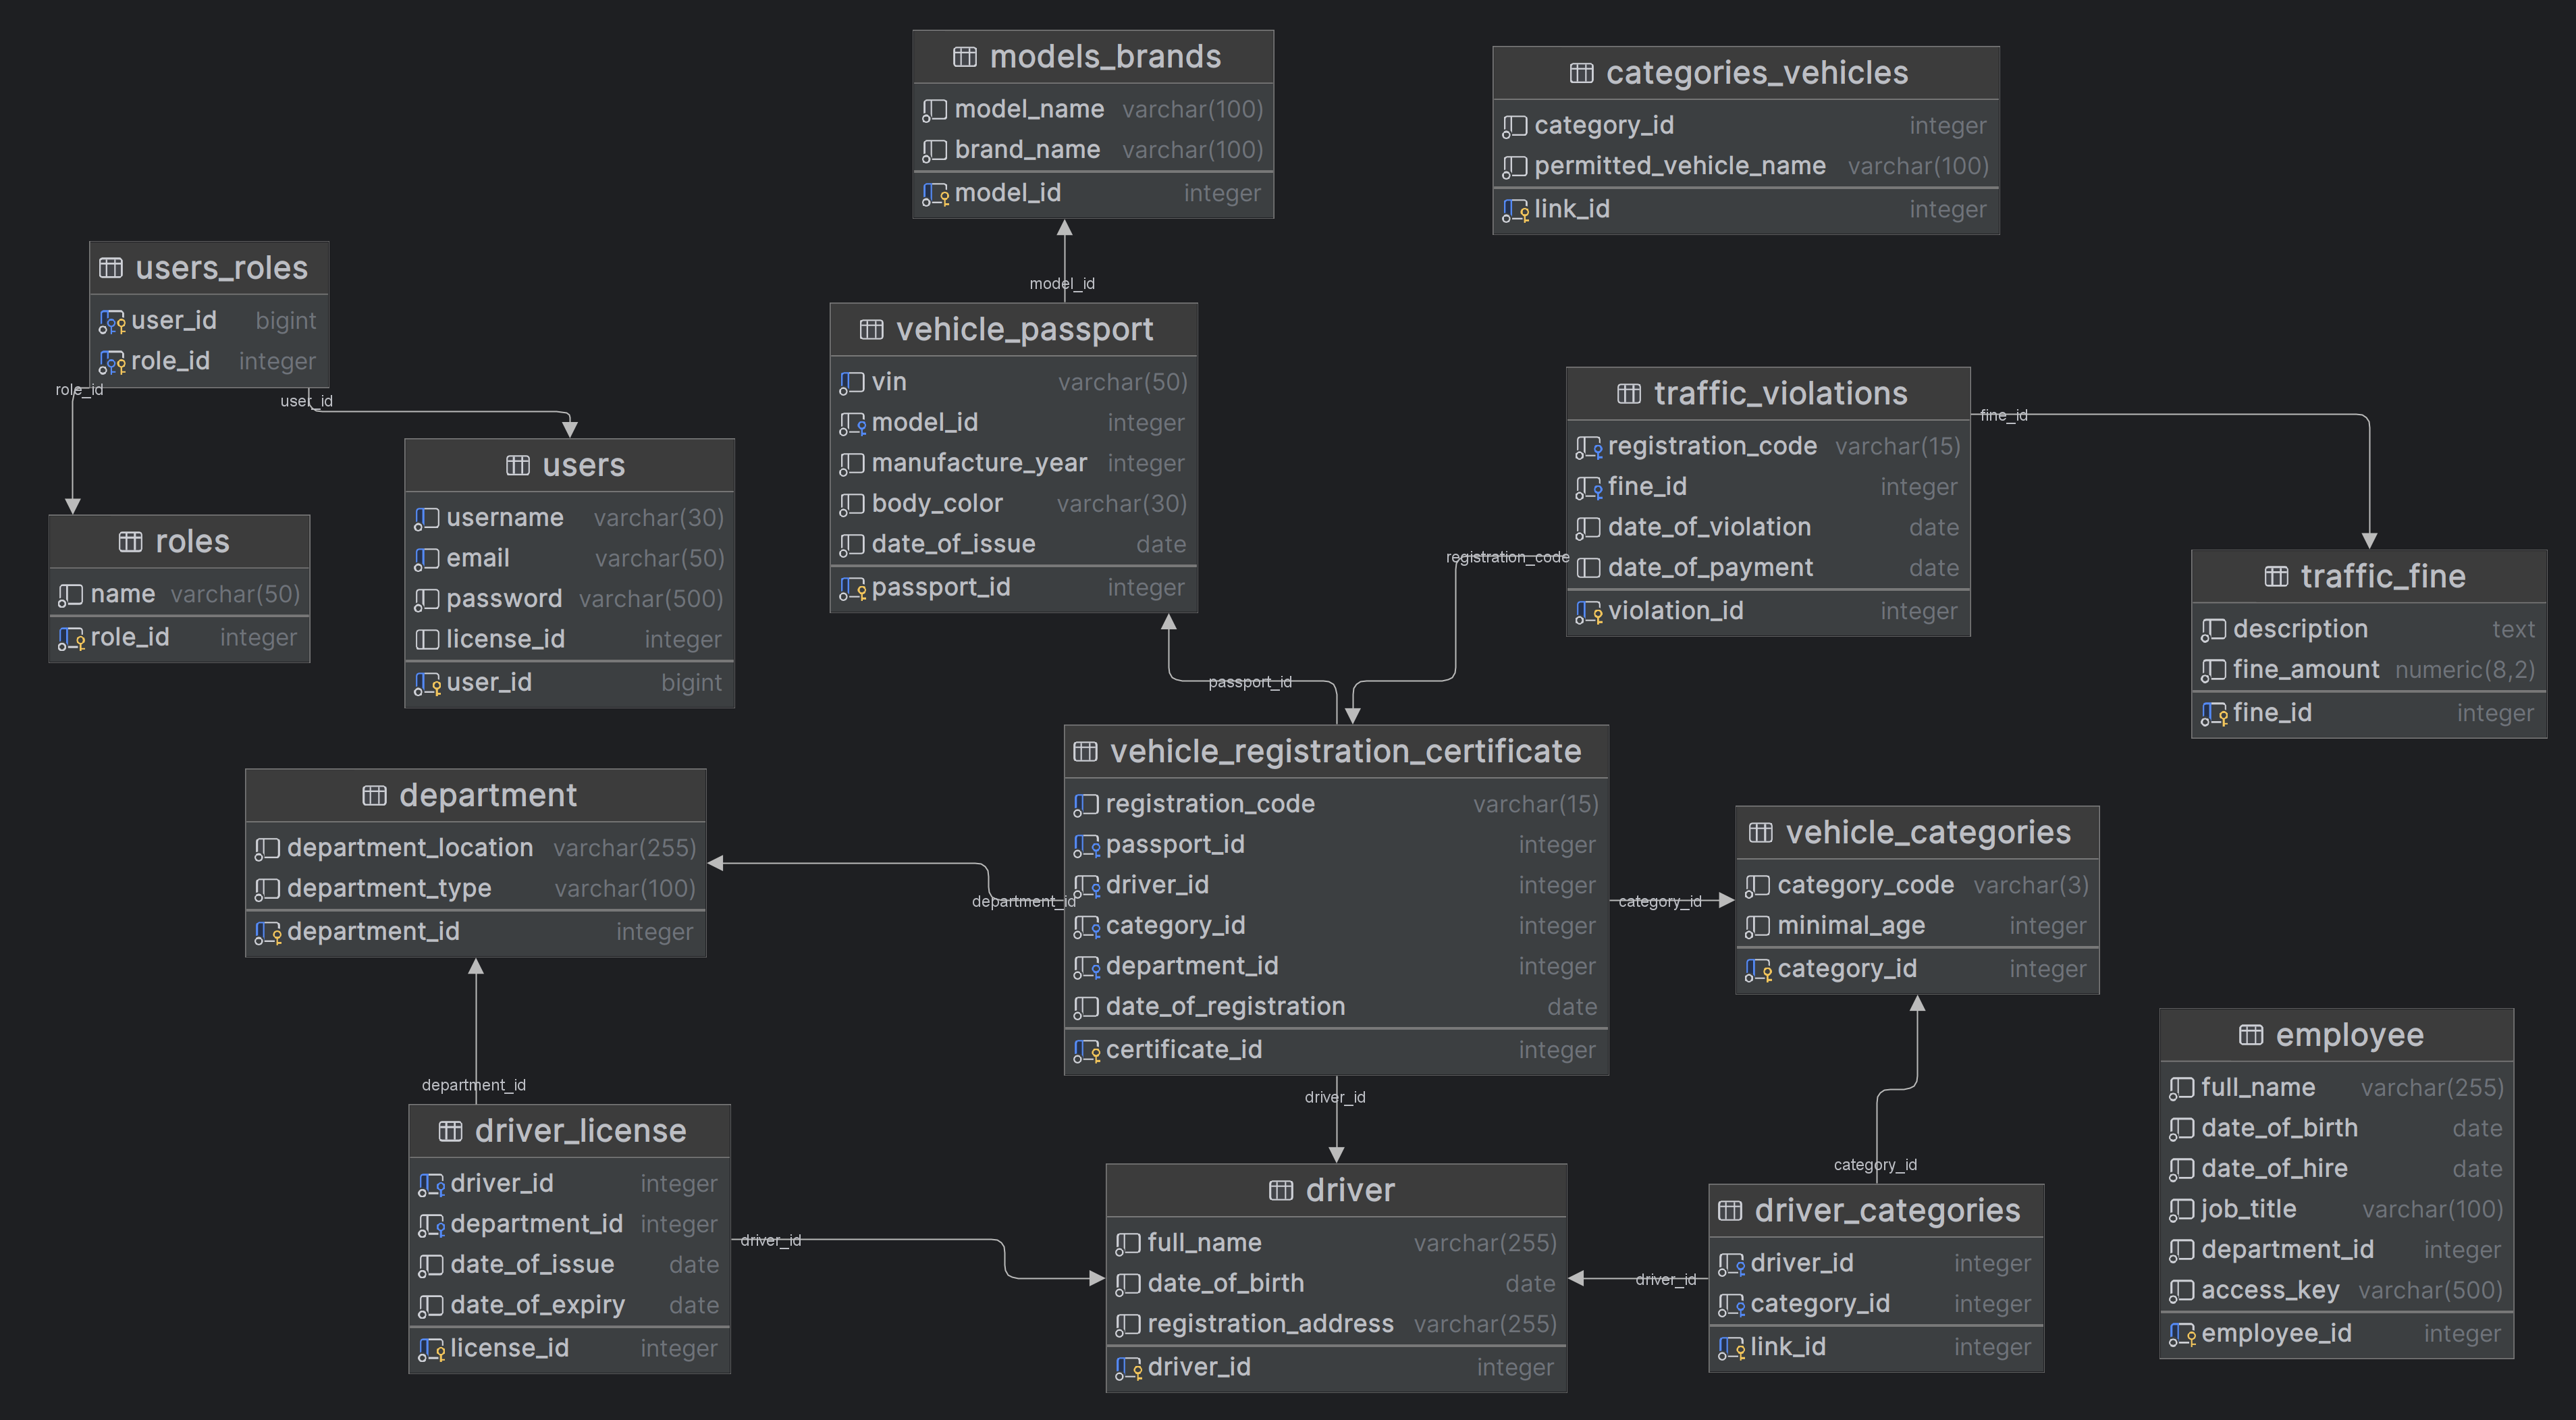 models_brands
model_name varchar(100)
brand_name varchar(100)
model_id integer
categories_vehicles
category_id integer
permitted_vehicle_name varchar(100)
link_id integer
users_roles
user_id bigint
role_id integer
role_id
user_id
model_id
vehicle_passport
vin varchar(50)
model_id integer
manufacture_year integer
body_color varchar(30)
date_of_issue date
passport_id integer
traffic_violations
registration_code varchar(15)
fine_id integer
date_of_violation date
date_of_payment date
violation_id integer
fine_id
registration_code
users
username varchar(30)
email varchar(50)
password varchar(500)
license_id integer
user_id bigint
roles
name varchar(50)
role_id integer
traffic_fine
description text
fine_amount numeric(8,2)
fine_id integer
passport_id
vehicle_registration_certificate
registration_code varchar(15)
passport_id integer
driver_id integer
category_id integer
department_id integer
date_of_registration date
certificate_id integer
department
department_location varchar(255)
department_type varchar(100)
department_id integer
department_id
category_id
vehicle_categories
category_code varchar(3)
minimal_age integer
category_id integer
employee
full_name varchar(255)
date_of_birth date
date_of_hire date
job_title varchar(100)
department_id integer
access_key varchar(500)
employee_id integer
department_id
driver_id
driver_license
driver_id integer
department_id integer
date_of_issue date
date_of_expiry date
license_id integer
driver_id
driver
full_name varchar(255)
date_of_birth date
registration_address varchar(255)
driver_id integer
category_id
driver_id
driver_categories
driver_id integer
category_id integer
link_id integer